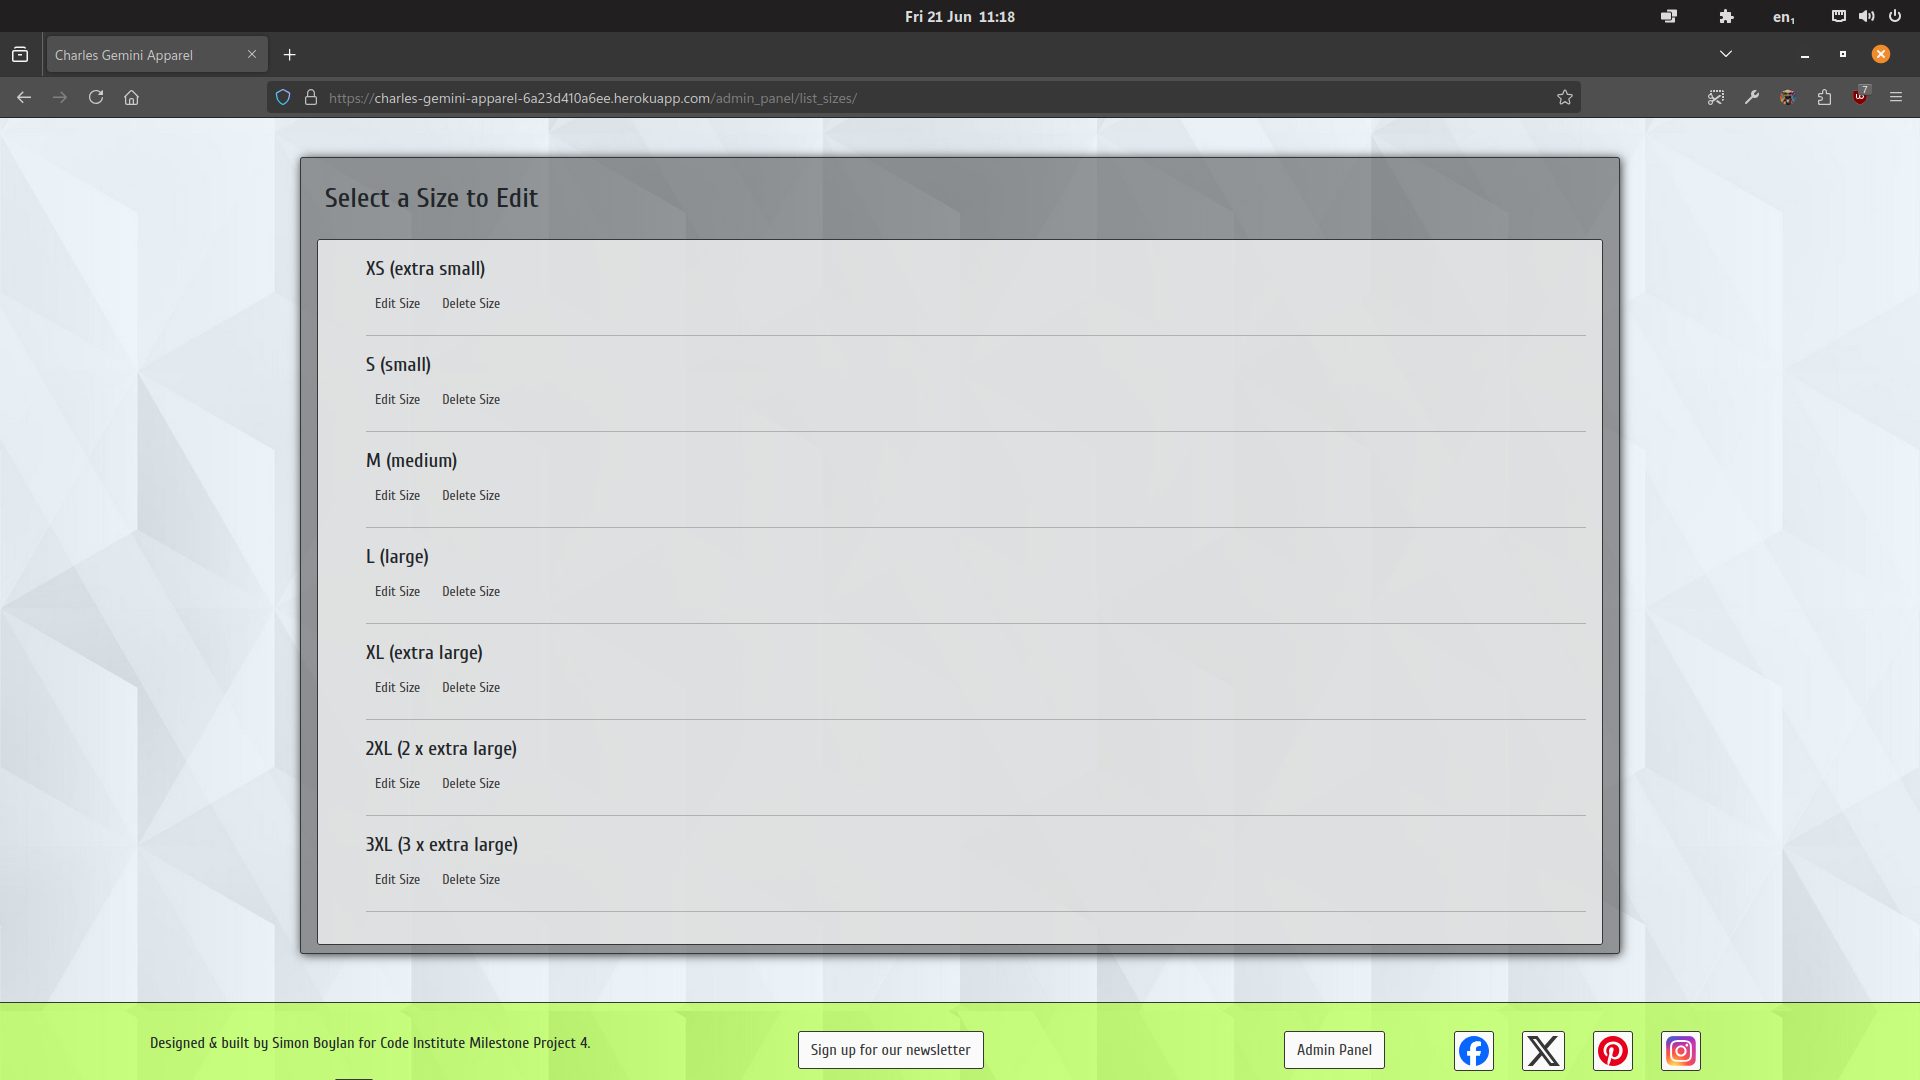 Fri 21 Jun 11:18
en1
Charles Gemini Apparel
https://charles-gemini-apparel-6a23d410a6ee.herokuapp.com/admin_panel/list_sizes/
7
Select a Size to Edit
XS (extra small)
Edit Size Delete Size
S (small)
Edit Size Delete Size
M (medium)
Edit Size Delete Size
L (large)
Edit Size Delete Size
XL (extra large)
Edit Size Delete Size
2XL (2 x extra large)
Edit Size Delete Size
3XL (3 x extra large)
Edit Size Delete Size
Designed & built by Simon Boylan for Code Institute Milestone Project 4.
Sign up for our newsletter
Admin Panel